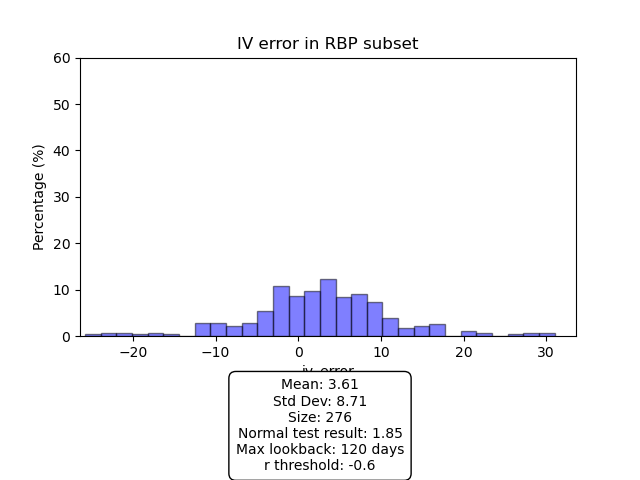 IV error in RBP subset
Percentage (%)
60
50
40
30
20
10
0
−20
−10
0
10
20
30
iv_error
Mean: 3.61
Std Dev: 8.71
Size: 276
Normal test result: 1.85
Max lookback: 120 days
r threshold: -0.6